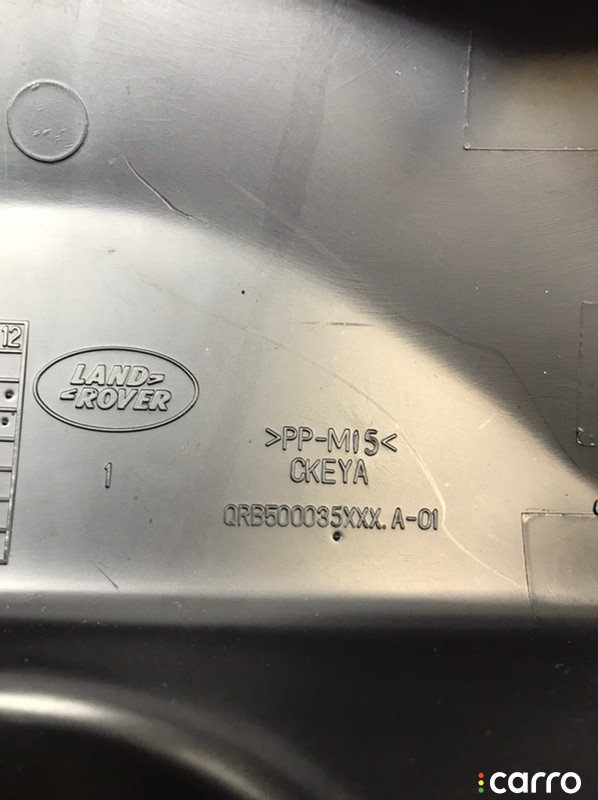 12
LAND
ROVER
>PP-M15<
1
CKEYA
QRB500035XXX.A-01
carro